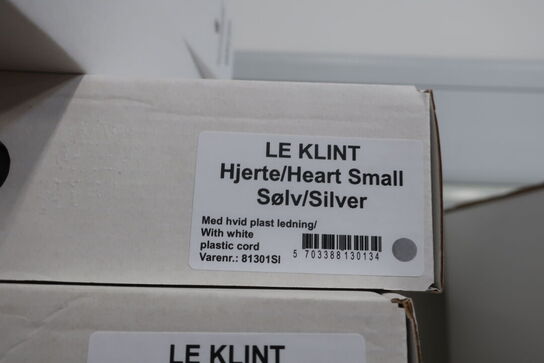 LE KLINT
Hjerte/Heart Small
Sølv/Silver
Med hvid plast ledning/
With white
plastic cord
Varenr.: 81301Sl
5 703388 130134
LE KLINT